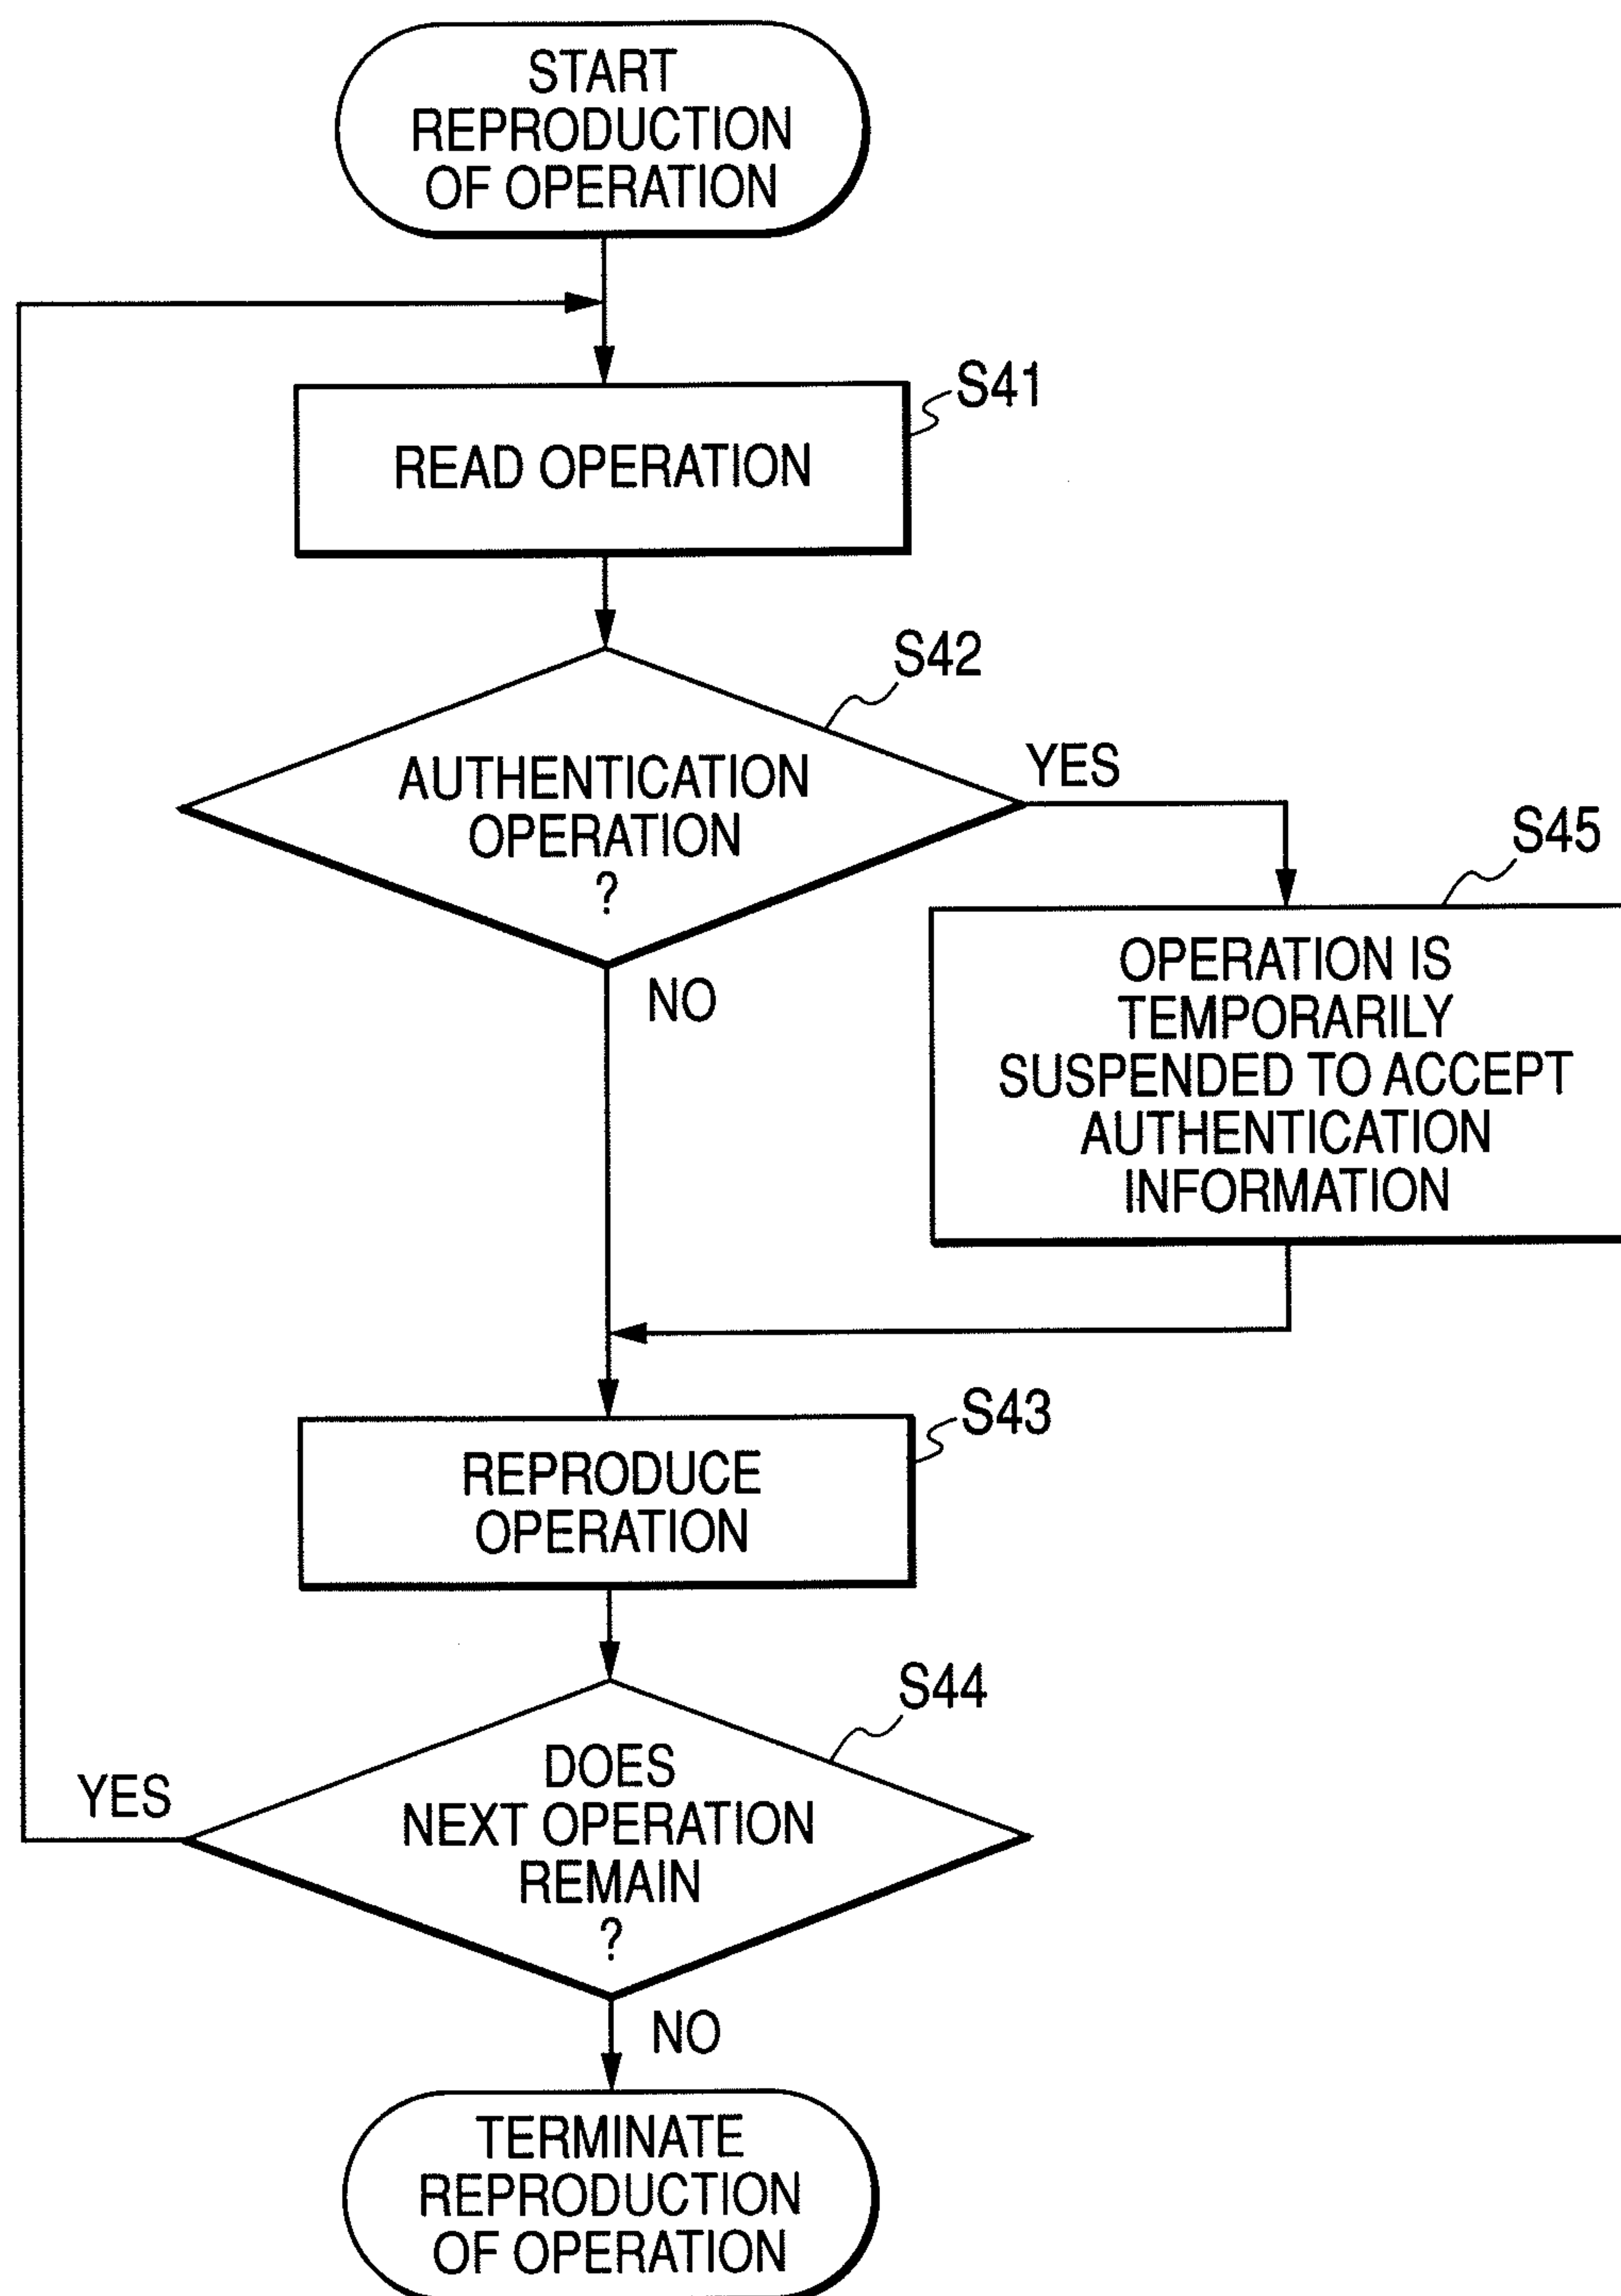 START
REPRODUCTION
OF OPERATION
S41
READ OPERATION
S42
AUTHENTICATION
OPERATION
?
YES
NO
S45
OPERATION IS
TEMPORARILY
SUSPENDED TO ACCEPT
AUTHENTICATION
INFORMATION
S43
REPRODUCE
OPERATION
S44
DOES
NEXT OPERATION
REMAIN
?
YES
NO
TERMINATE
REPRODUCTION
OF OPERATION